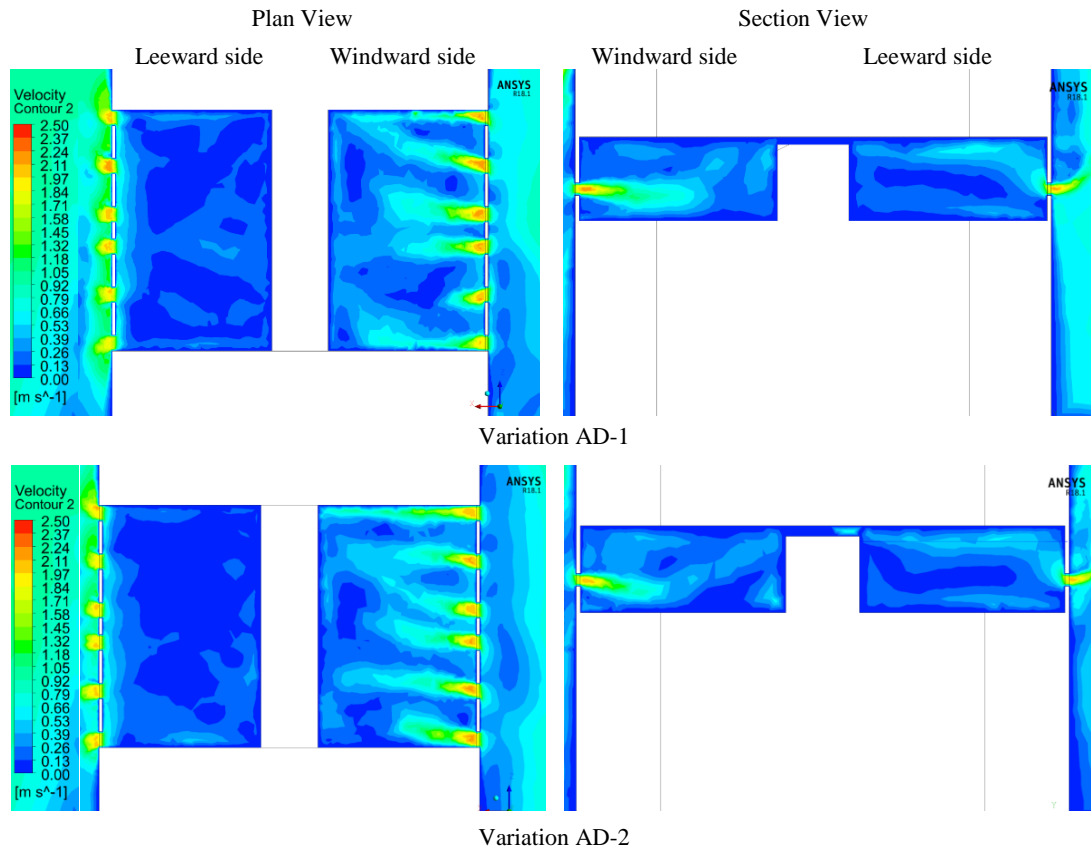 Plan View
Section View
Leeward side
Windward side
Windward side
Leeward side
Velocity
Contour 2
2.50
2.37
2.24
2.11
1.97
1.84
1.71
1.58
1.45
1.32
1.18
1.05
0.92
0.79
0.66
0.53
0.39
0.26
0.13
0.00
[m s^-1]
ANSYS
R18.1
ANSYS
R18.1
Variation AD-1
Velocity
Contour 2
2.50
2.37
2.24
2.11
1.97
1.84
1.71
1.58
1.45
1.32
1.18
1.05
0.92
0.79
0.66
0.53
0.39
0.26
0.13
0.00
[m s^-1]
ANSYS
R18.1
ANSYS
R18.1
Y
Variation AD-2